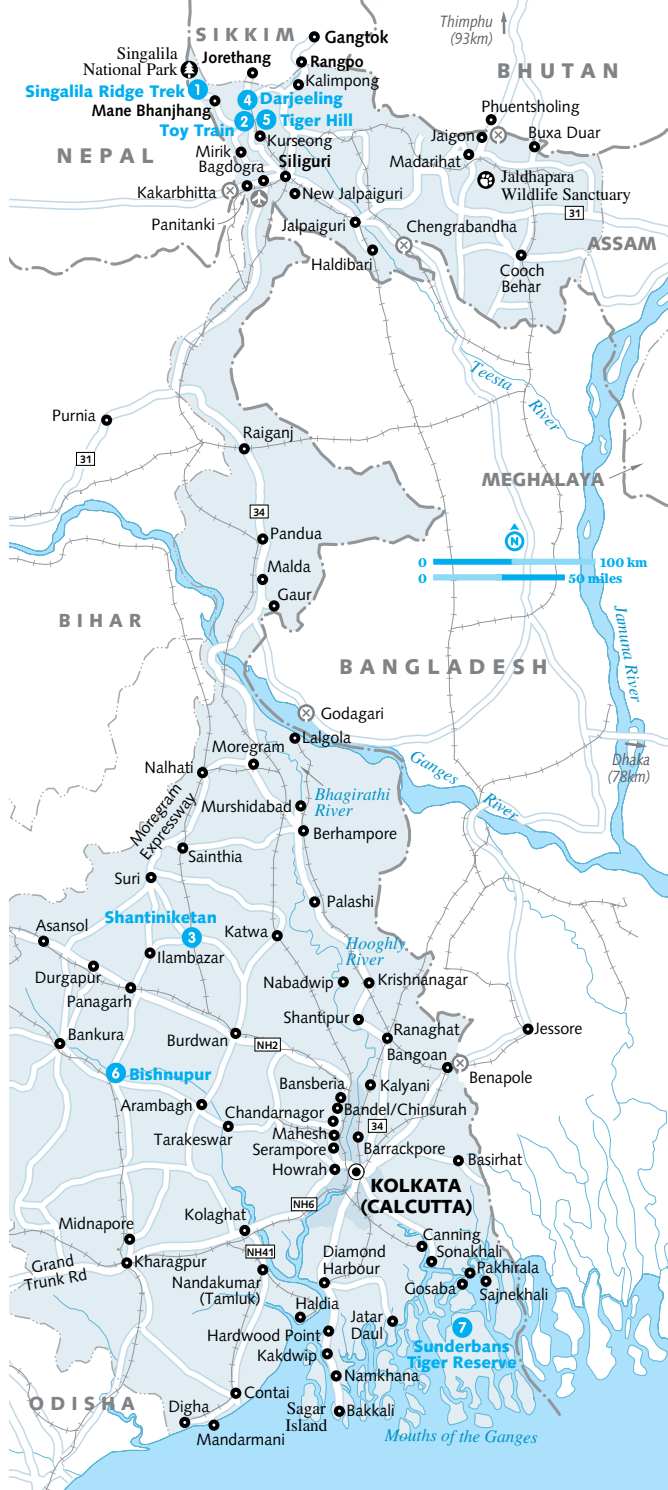 Thimphu
(93km)
SIKKIM
Gangtok
Singalila
National Park
Jorethang
Rangpo
BHUTAN
Kalimpong
Singalila Ridge Trek
1
4
Darjeeling
Mane Bhanjhang
Toy Train
2
5
Tiger Hill
Phuentsholing
Kurseong
Jaigon
Buxa Duar
NEPAL
Mirik
Madarihat
Bagdogra
Siliguri
Jaldhapara
Wildlife Sanctuary
Kakarbhitta
New Jalpaiguri
31
Panitanki
Jalpaiguri
Chengrabandha
ASSAM
Haldibari
Cooch
Behar
Teesta
River
Purnia
Raiganj
31
MEGHALAYA
34
Pandua
N
0
100 km
0
50 miles
Malda
Gaur
BIHAR
Jamuna River
BANGLADESH
Godagari
Lalgola
Moregram
Ganges
River
Dhaka
(78km)
Nalhati
Moregram
Expressway
Bhagirathi
River
Murshidabad
Berhampore
Sainthia
Suri
Palashi
Shantiniketan
3
Asansol
Katwa
Hooghly
River
Ilambazar
Durgapur
Nabadwip
Krishnanagar
Panagarh
Shantipur
Bankura
Burdwan
NH2
Ranaghat
Jessore
Bangoan
6
Bishnupur
Benapole
Bansberia
Kalyani
Arambagh
Chandarnagor
Bandel/Chinsurah
Tarakeswar
34
Mahesh
Serampore
Barrackpore
Howrah
Basirhat
KOLKATA
(CALCUTTA)
NH6
Kolaghat
Midnapore
Canning
NH41
Diamond
Harbour
Sonakhali
Grand
Trunk Rd
Kharagpur
Pakhirala
Nandakumar
(Tamluk)
Gosaba
Sajnekhali
Haldia
Jatar
Daul
7
Hardwood Point
Sunderbans
Tiger Reserve
Kakdwip
Namkhana
ODISHA
Contai
Digha
Sagar
Island
Bakkali
Mandarmani
Mouths of the Ganges